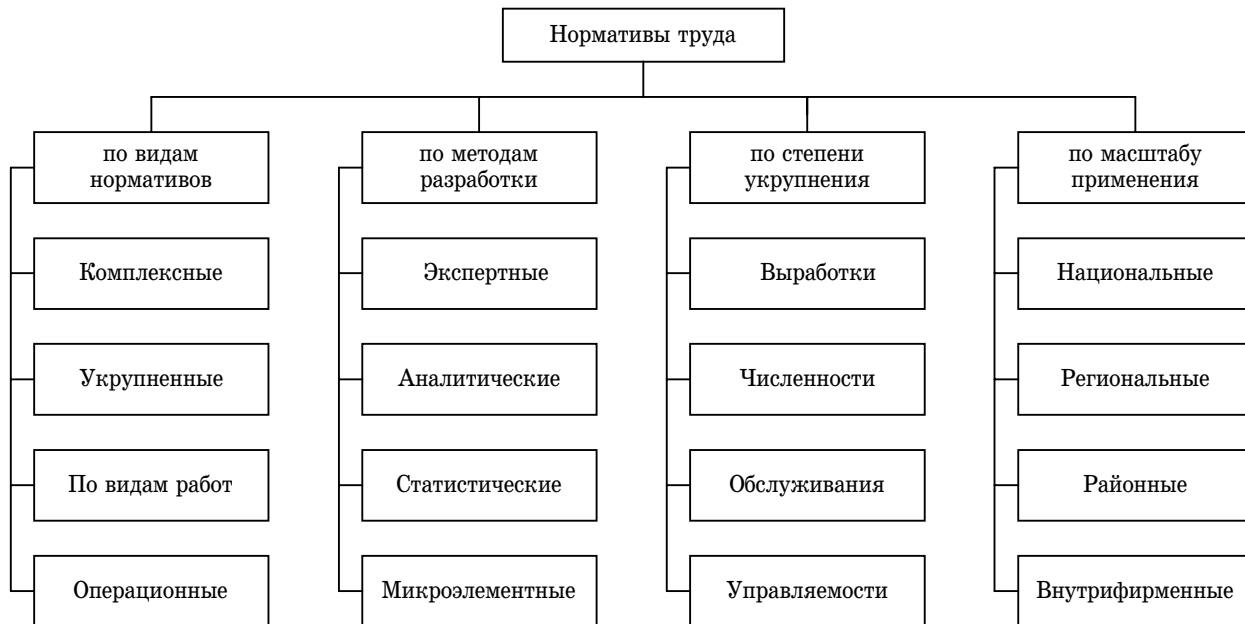 Нормативы труда
по видам
нормативов
по методам
разработки
по степени
укрупнения
по масштабу
применения
Комплексные
Экспертные
Выработки
Национальные
Укрупненные
Аналитические
Численности
Региональные
По видам работ
Статистические
Обслуживания
Районные
Операционные
Микроэлементные
Управляемости
Внутрифирменные